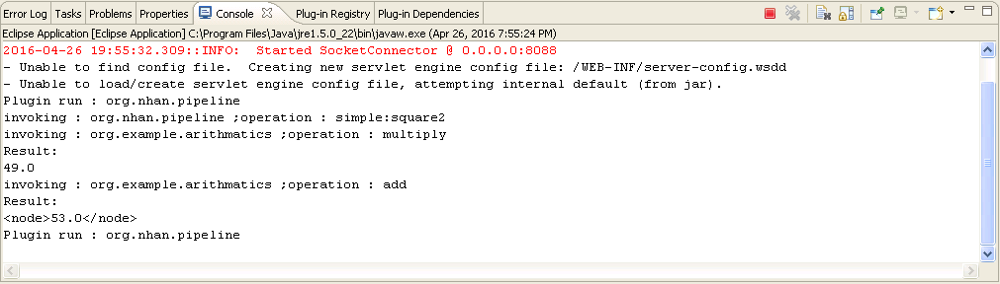 Error Log Tasks Problems Properties Console Plug-in Registry Plug-in Dependencies
Eclipse Application [Eclipse Application] C:\Program Files\Java\jre1.5.0_22\bin\javaw.exe (Apr 26, 2016 7:55:24 PM)
2016-04-26 19:55:32.309::INFO:  Started SocketConnector @ 0.0.0.0:8088
- Unable to find config file.  Creating new servlet engine config file: /WEB-INF/server-config.wsdd
- Unable to load/create servlet engine config file, attempting internal default (from jar).
Plugin run : org.nhan.pipeline
invoking : org.nhan.pipeline ;operation : simple:square2
invoking : org.example.arithmatics ;operation : multiply
Result:
49.0
invoking : org.example.arithmatics ;operation : add
Result:
<node>53.0</node>
Plugin run : org.nhan.pipeline